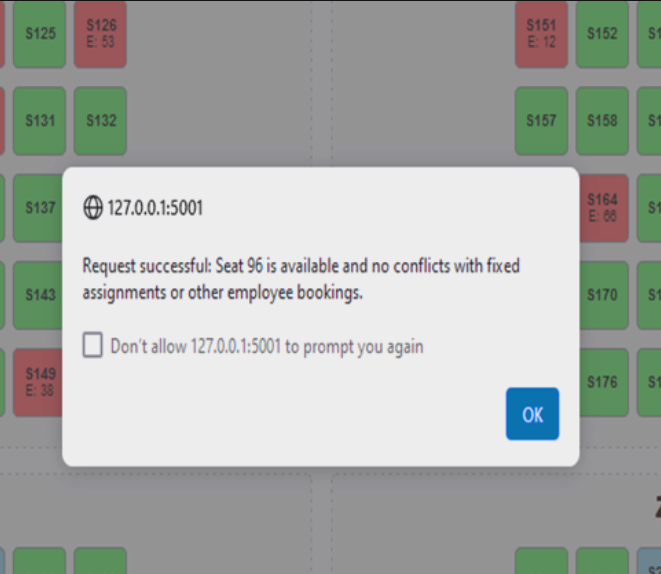 S125
S126
E: 53
S151
E: 12
S152
S131
S132
S157
S158
S137
127.0.0.1:5001
S164
E: 66
Request successful: Seat 96 is available and no conflicts with fixed
assignments or other employee bookings.
S143
S170
Don't allow 127.0.0.1:5001 to prompt you again
S149
E: 38
S176
OK